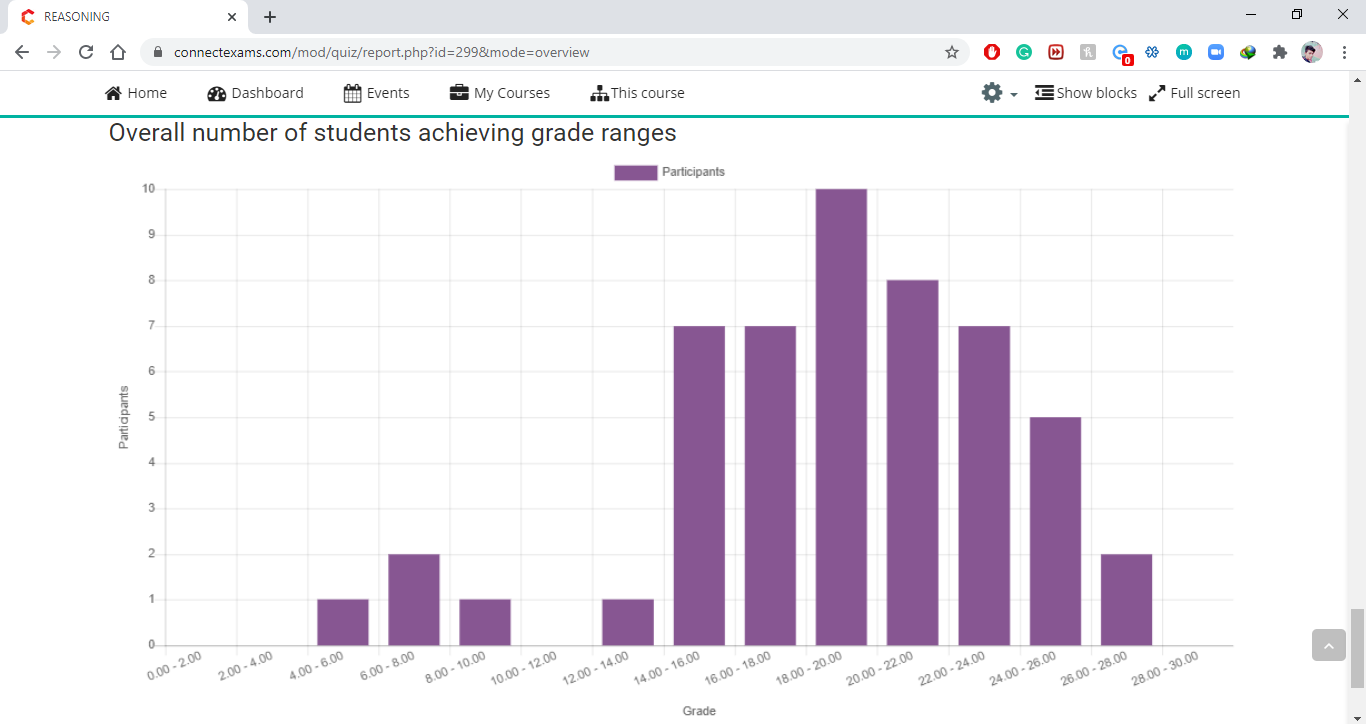 REASONING
connectexams.com/mod/quiz/report.php?id=299&mode=overview
0
Home Dashboard Events My Courses This course Show blocks Full screen
Overall number of students achieving grade ranges
Participants
10
9
8
7
6
5
4
3
2
1
0
Participants
0.00 - 2.00 2.00 - 4.00 4.00 - 6.00 6.00 - 8.00 8.00 - 10.00 10.00 - 12.00 12.00 - 14.00 14.00 - 16.00 16.00 - 18.00 18.00 - 20.00 20.00 - 22.00 22.00 - 24.00 24.00 - 26.00 26.00 - 28.00 28.00 - 30.00
Grade